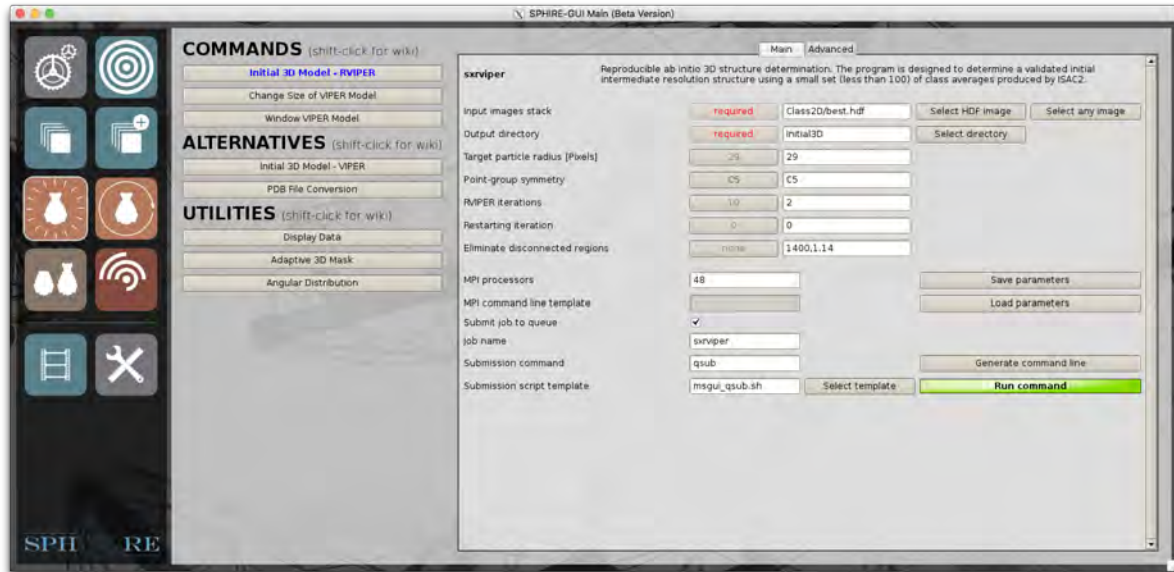 SPHIRE-GUI Main (Beta Version)
COMMANDS (shift-click for wiki)
Initial 3D Model - RVIPER
Change Size of VIPER Model
Window VIPER Model
ALTERNATIVES (shift-click for wiki)
Initial 3D Model - VIPER
PDB File Conversion
UTILITIES (shift-click for wiki)
Display Data
Adaptive 3D Mask
Angular Distribution
SPH RE
Main Advanced
sxrviper Reproducible ab initio 3D structure determination. The program is designed to determine a validated initial
intermediate resolution structure using a small set (less than 100) of class averages produced by ISAC2.
Input images stack required Class2D/best.hdf Select HDF image Select any image
Output directory required Initial3D Select directory
Target particle radius [Pixels] 29 29
Point-group symmetry C5 C5
RVIPER iterations 10 2
Restarting iteration 0 0
Eliminate disconnected regions none 1400,1.14
MPI processors 48 Save parameters
MPI command line template Load parameters
Submit job to queue
Job name sxrviper
Submission command qsub Generate command line
Submission script template msgui_qsub.sh Select template Run command